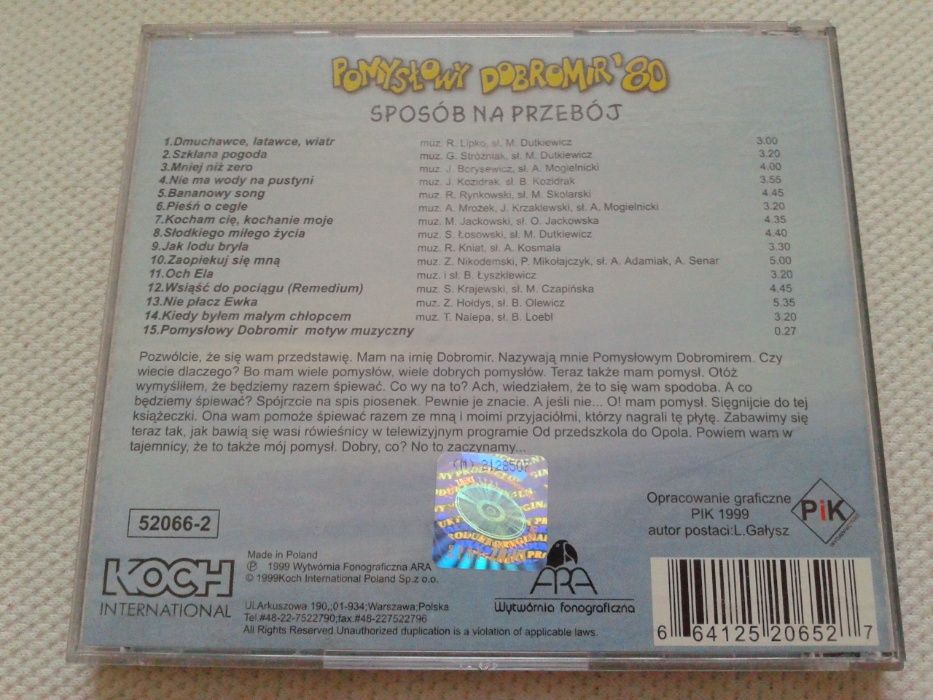 POMYSŁOWY DOBROMIR '80
SPOSÓB NA PRZEBÓJ
1.Dmuchawce, latawce, wiatr muz. R. Lipko, sł. M. Dutkiewicz 3.00
2.Szklana pogoda muz. G. Stróżniak, sł. M. Dutkiewicz 3.20
3.Mniej niż zero muz. J. Borysewicz, sł. A. Mogielnicki 4.00
4.Nie ma wody na pustyni muz. J. Kozidrak, sł. B. Kozidrak 3.55
5.Bananowy song muz. R. Rynkowski, sł. M. Skolarski 4.45
6.Pieśń o cegle muz. A. Mrożek, J. Krzaklewski, sł. A. Mogielnicki 3.20
7.Kocham cię, kochanie moje muz. M. Jackowski, sł. O. Jackowska 4.35
8.Słodkiego miłego życia muz. S. Łosowski, sł. M. Dutkiewicz 4.40
9.Jak lodu bryła muz. R. Kniat, sł. A. Kosmala 3.30
10.Zaopiekuj się mną muz. Z. Nikodemski, P. Mikołajczyk, sł. A. Adamiak, A. Senar 5.00
11.Och Ela muz. i sł. B. Łyszkiewicz 3.20
12.Wsiąść do pociągu (Remedium) muz. S. Krajewski, sł. M. Czapińska 4.45
13.Nie płacz Ewka muz. Z. Hołdys, sł. B. Olewicz 5.35
14.Kiedy byłem małym chłopcem muz. T. Nalepa, sł. B. Loebl 3.20
15.Pomysłowy Dobromir motyw muzyczny 0.27
Pozwólcie, że się wam przedstawię. Mam na imię Dobromir. Nazywają mnie Pomysłowym Dobromirem. Czy
wiecie dlaczego? Bo mam wiele pomysłów, wiele dobrych pomysłów. Teraz także mam pomysł. Otóż
wymyśliłem, że będziemy razem śpiewać. Co wy na to? Ach, wiedziałem, że to się wam spodoba. A co
będziemy śpiewać? Spójrzcie na spis piosenek. Pewnie je znacie. A jeśli nie... O! mam pomysł. Sięgnijcie do tej
książeczki. Ona wam pomoże śpiewać razem ze mną i moimi przyjaciółmi, którzy nagrali tę płytę. Zabawimy się
teraz tak, jak bawią się wasi rówieśnicy w telewizyjnym programie Od przedszkola do Opola. Powiem wam w
tajemnicy, że to także mój pomysł. Dobry, co? No to zaczynamy...
52066-2
Opracowanie graficzne
PIK 1999
autor postaci:L.Gałysz
PiK
KOCH
INTERNATIONAL
Made in Poland
℗ 1999 Wytwórnia Fonograficzna ARA
© 1999Koch International Poland Sp.z o.o.
Ul.Arkuszowa 190,;01-934;Warszawa;Polska
Tel.#48-22-7522790;fax.#48-227522796
All Rights Reserved.Unauthorized duplication is a violation of applicable laws.
ARA
Wytwórnia fonograficzna
6 64125 20652 7